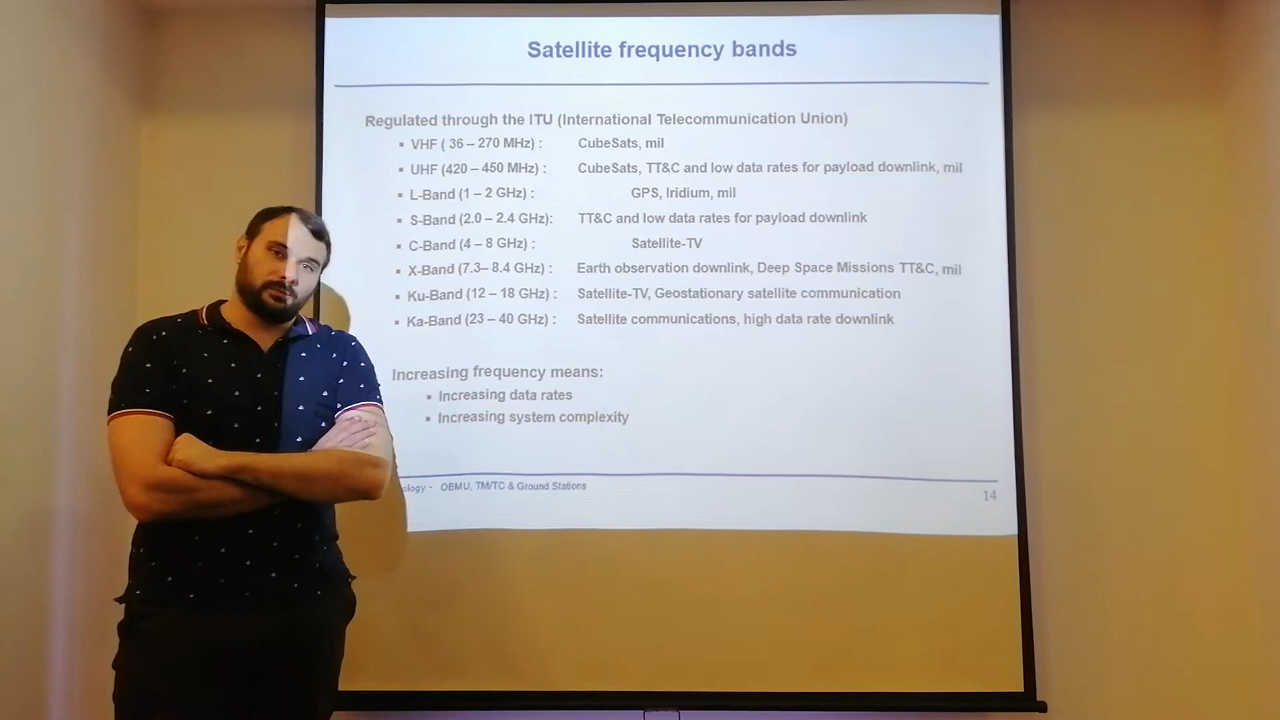 Satellite frequency bands
Regulated through the ITU (International Telecommunication Union)
▪ VHF ( 36 – 270 MHz) : CubeSats, mil
▪ UHF (420 – 450 MHz) : CubeSats, TT&C and low data rates for payload downlink, mil
▪ L-Band (1 – 2 GHz) : GPS, Iridium, mil
▪ S-Band (2.0 – 2.4 GHz): TT&C and low data rates for payload downlink
▪ C-Band (4 – 8 GHz) : Satellite-TV
▪ X-Band (7.3– 8.4 GHz) : Earth observation downlink, Deep Space Missions TT&C, mil
▪ Ku-Band (12 – 18 GHz) : Satellite-TV, Geostationary satellite communication
▪ Ka-Band (23 – 40 GHz) : Satellite communications, high data rate downlink
Increasing frequency means:
▪ Increasing data rates
▪ Increasing system complexity
ology - OBMU, TM/TC & Ground Stations
14